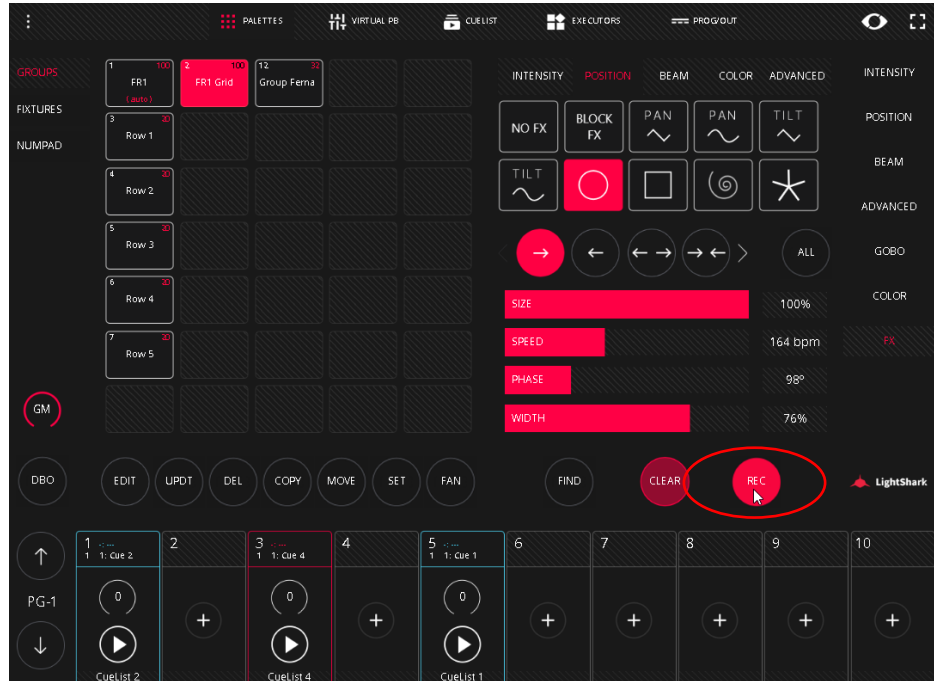 PALETTES
VIRTUAL PB
CUELIST
EXECUTORS
PROG/OUT
GROUPS
FIXTURES
NUMPAD
1 100
FR1
(auto)
2 100
FR1 Grid
12 32
Group Ferna
3 20
Row 1
4 20
Row 2
5 20
Row 3
6 20
Row 4
7 20
Row 5
INTENSITY POSITION BEAM COLOR ADVANCED
NO FX
BLOCK
FX
PAN
PAN
TILT
TILT
ALL
SIZE 100%
SPEED 164 bpm
PHASE 98º
WIDTH 76%
INTENSITY
POSITION
BEAM
ADVANCED
GOBO
COLOR
FX
GM
DBO EDIT UPDT DEL COPY MOVE SET FAN FIND CLEAR REC LightShark
PG-1
1 -: ---
1 1: Cue 2
0
CueList 2
2
+
3 -: ---
1 1: Cue 4
0
CueList 4
4
+
5 -: ---
1 1: Cue 1
0
CueList 1
6
+
7
+
8
+
9
+
10
+